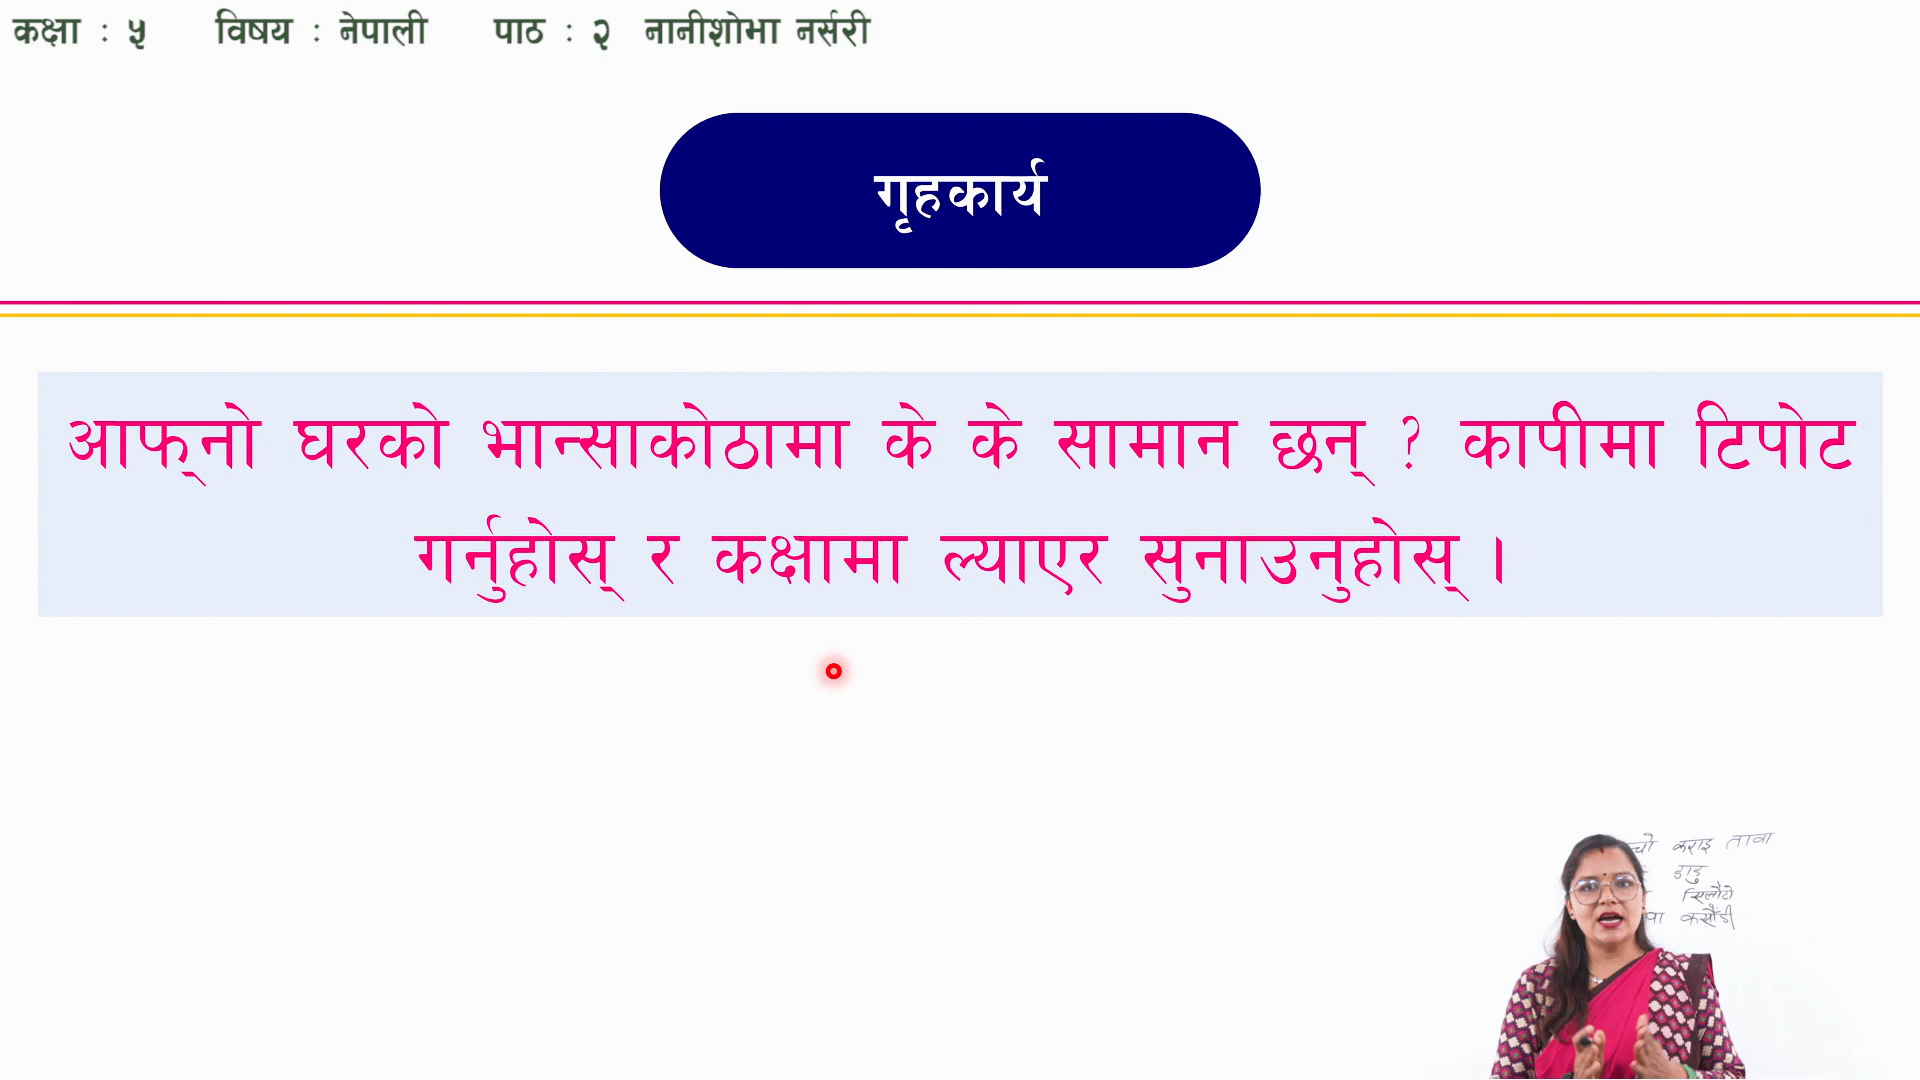 कक्षा : ५ विषय : नेपाली पाठ : २ नानीशोभा नर्सरी
गृहकार्य
आफ्नो घरको भान्साकोठामा के के सामान छन् ? कापीमा टिपोट
गर्नुहोस् र कक्षामा ल्याएर सुनाउनुहोस् ।
कराइ तावा
डाडु
सिलौटो
कसौंडी